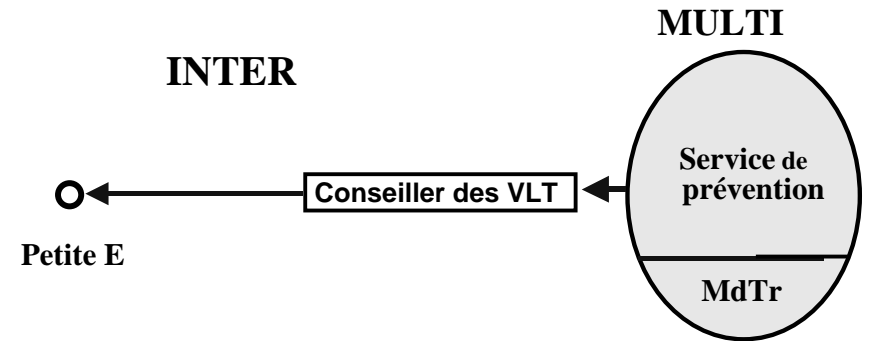 MULTI
INTER
Service de
prévention
Conseiller des VLT
Petite E
MdTr